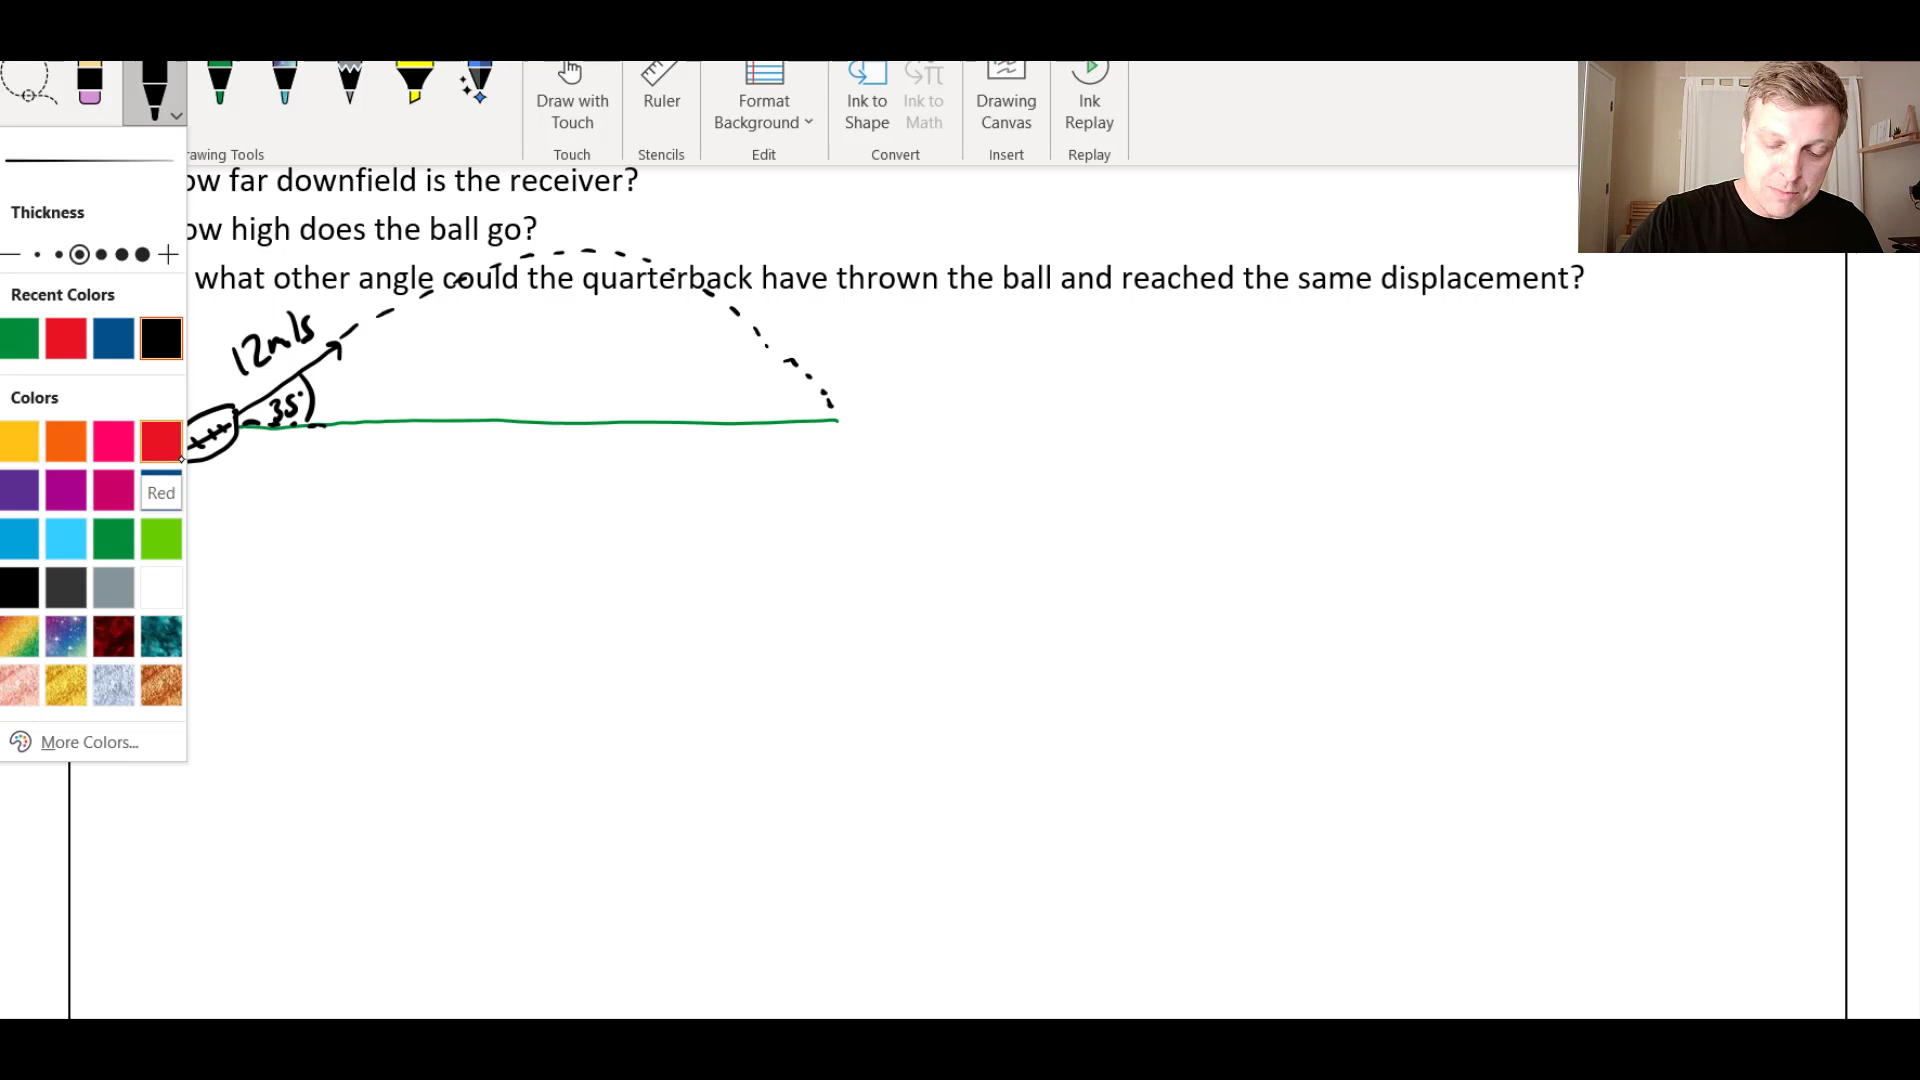 Draw with Touch
Ruler
Format Background
Ink to Shape
Ink to Math
Drawing Canvas
Ink Replay
rawing Tools
Touch
Stencils
Edit
Convert
Insert
Replay
ow far downfield is the receiver?
Thickness
ow high does the ball go?
what other angle could the quarterback have thrown the ball and reached the same displacement?
Recent Colors
12m/s
Colors
35°
Red
More Colors...